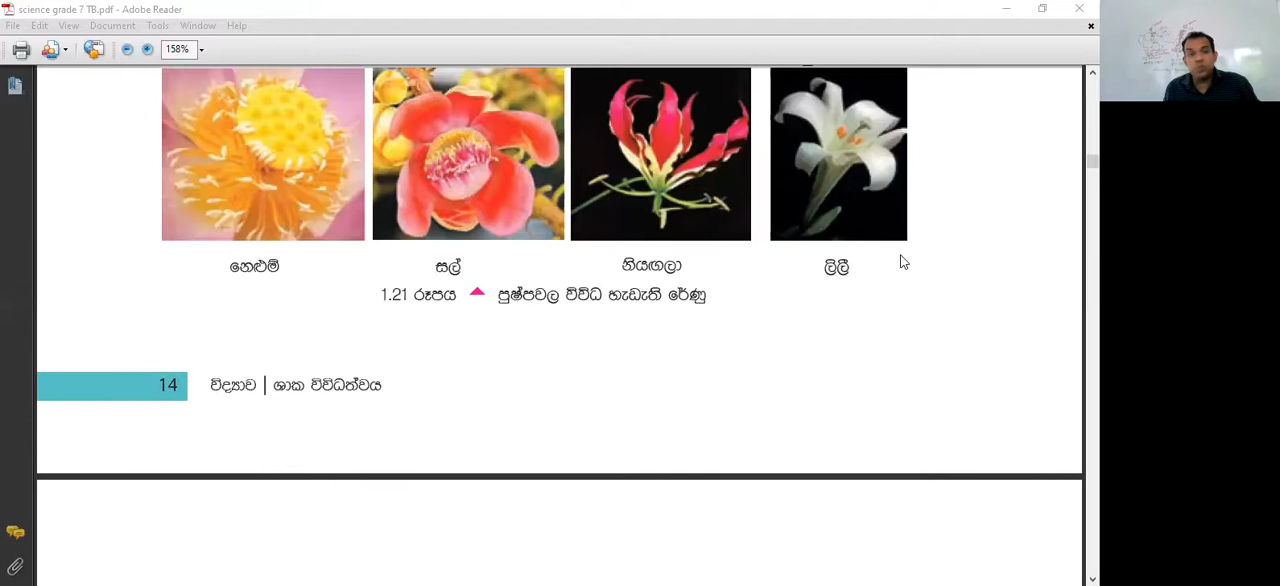 science grade 7 TB.pdf - Adobe Reader
File Edit View Document Tools Window Help
158%
නෙළුම් සල් නියඟලා ලිලී
1.21 රූපය ▲ පුෂ්පවල විවිධ හැඩැති රේණු
14 විද්‍යාව | ශාක විවිධත්වය